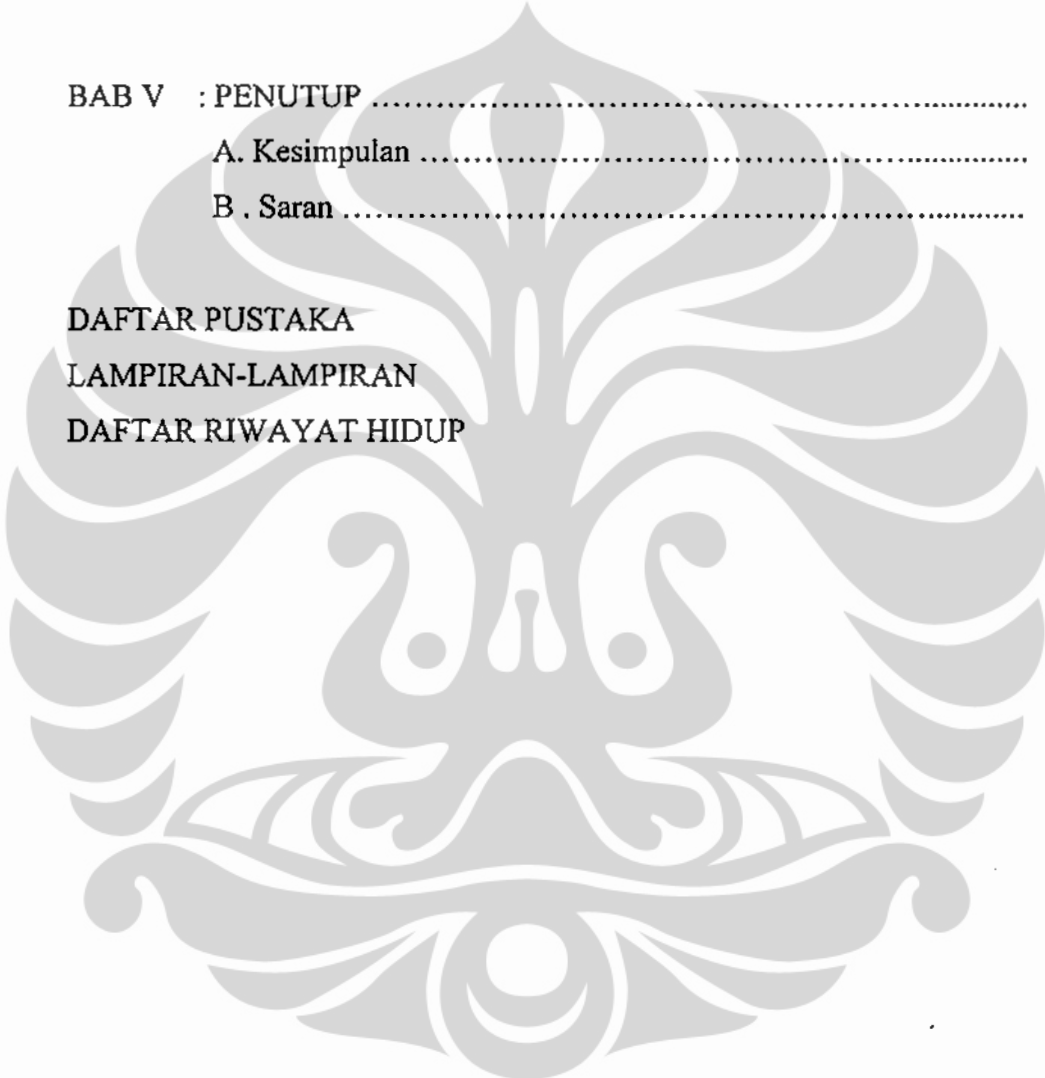 BAB V : PENUTUP ................................................................
A. Kesimpulan ................................................................
B . Saran ................................................................
DAFTAR PUSTAKA
LAMPIRAN-LAMPIRAN
DAFTAR RIWAYAT HIDUP